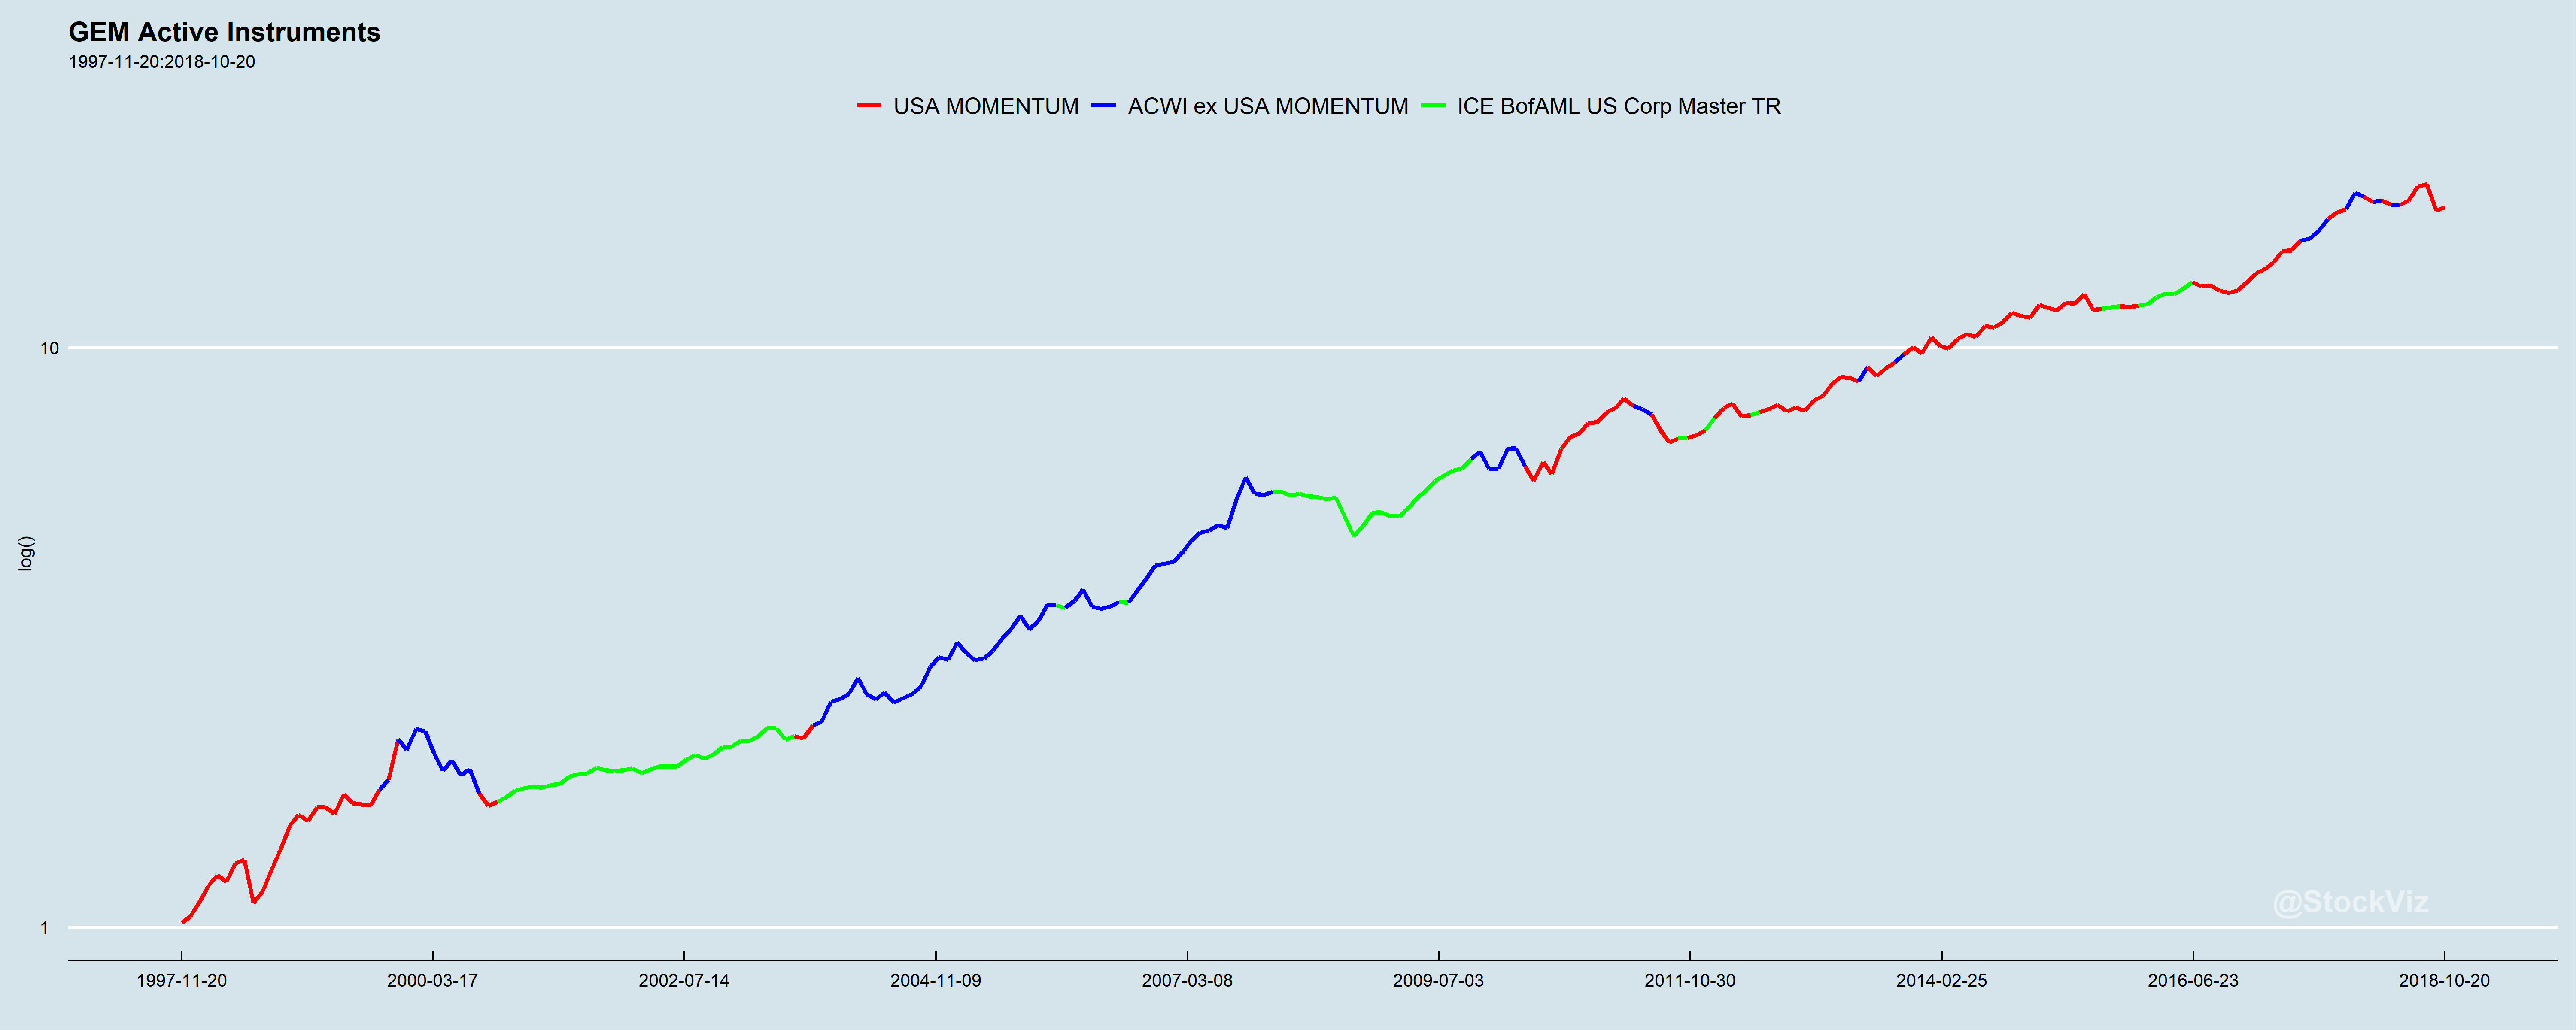 GEM Active Instruments
1997-11-20:2018-10-20
USA MOMENTUM ACWI ex USA MOMENTUM ICE BofAML US Corp Master TR
10
log()
1
@StockViz
1997-11-20 2000-03-17 2002-07-14 2004-11-09 2007-03-08 2009-07-03 2011-10-30 2014-02-25 2016-06-23 2018-10-20